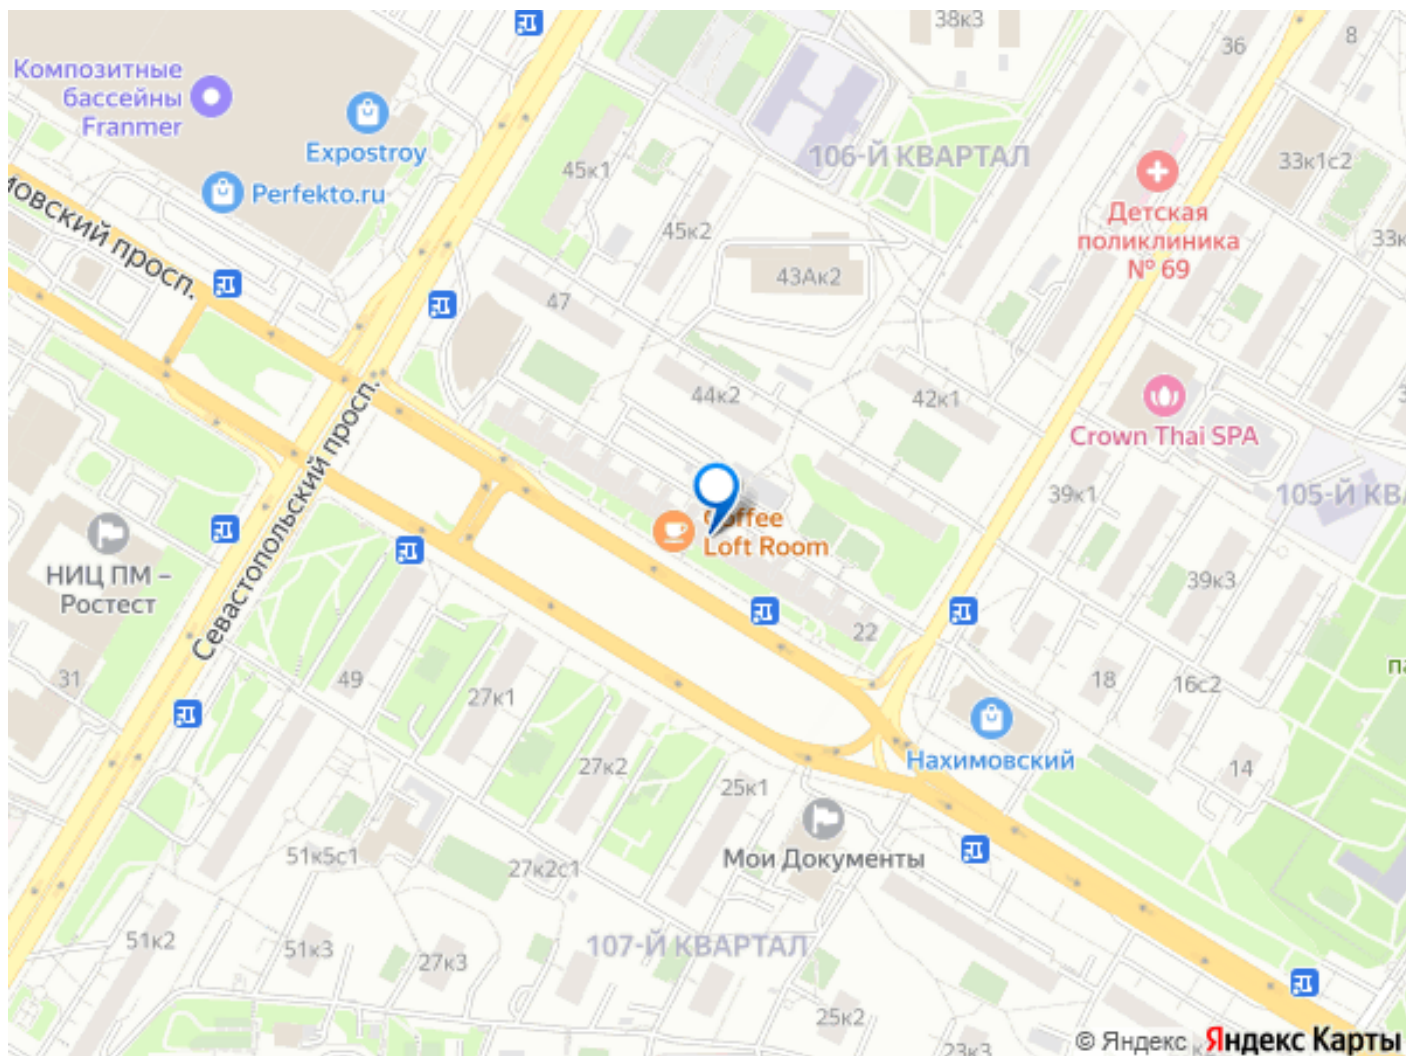 38к3
36
8
Композитные
бассейны
Franmer
Expostroy
Perfekto.ru
45к1
106-Й КВАРТАЛ
33к1с2
Детская
поликлиника
№ 69
45к2
43Ак2
47
мовский просп.
44к2
42к1
Crown Thai SPA
Севастопольский просп.
39к1
105-Й КВА
Coffee
Loft Room
НИЦ ПМ –
Ростест
39к3
22
31
49
27к1
18
16с2
Нахимовский
14
27к2
25к1
Мои Документы
51к5с1
27к2с1
51к2
51к3
27к3
107-Й КВАРТАЛ
25к2
23к3
© Яндекс Яндекс Карты